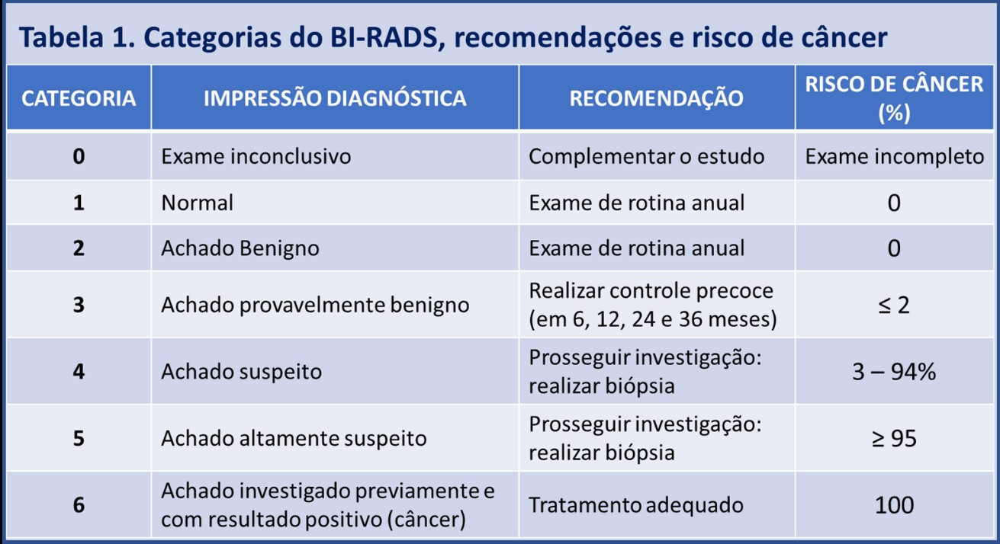 Tabela 1. Categorias do BI-RADS, recomendações e risco de câncer
CATEGORIA
IMPRESSÃO DIAGNÓSTICA
RECOMENDAÇÃO
RISCO DE CÂNCER
(%)
0
Exame inconclusivo
Complementar o estudo
Exame incompleto
1
Normal
Exame de rotina anual
0
2
Achado Benigno
Exame de rotina anual
0
3
Achado provavelmente benigno
Realizar controle precoce
(em 6, 12, 24 e 36 meses)
≤ 2
4
Achado suspeito
Prosseguir investigação:
realizar biópsia
3 – 94%
5
Achado altamente suspeito
Prosseguir investigação:
realizar biópsia
≥ 95
6
Achado investigado previamente e
com resultado positivo (câncer)
Tratamento adequado
100